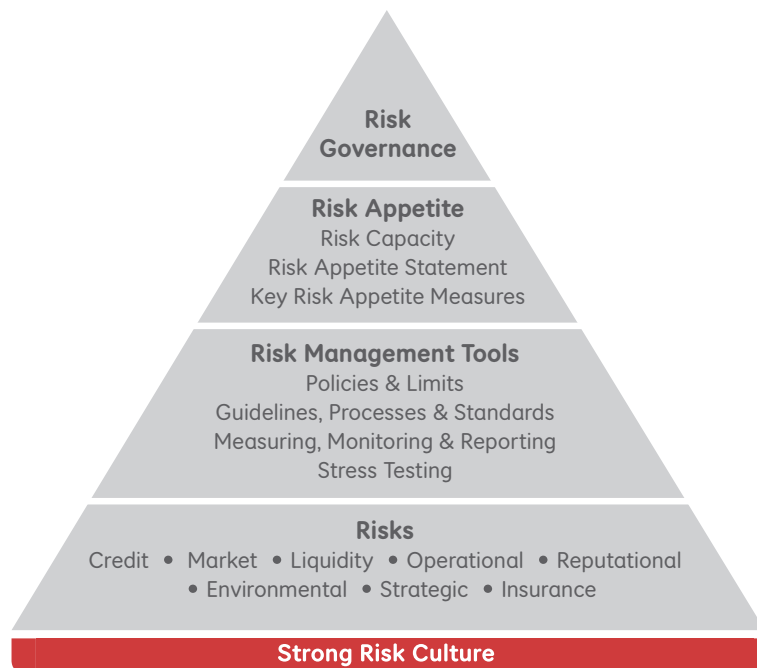 Risk
Governance
Risk Appetite
Risk Capacity
Risk Appetite Statement
Key Risk Appetite Measures
Risk Management Tools
Policies & Limits
Guidelines, Processes & Standards
Measuring, Monitoring & Reporting
Stress Testing
Risks
Credit • Market • Liquidity • Operational • Reputational
• Environmental • Strategic • Insurance
Strong Risk Culture